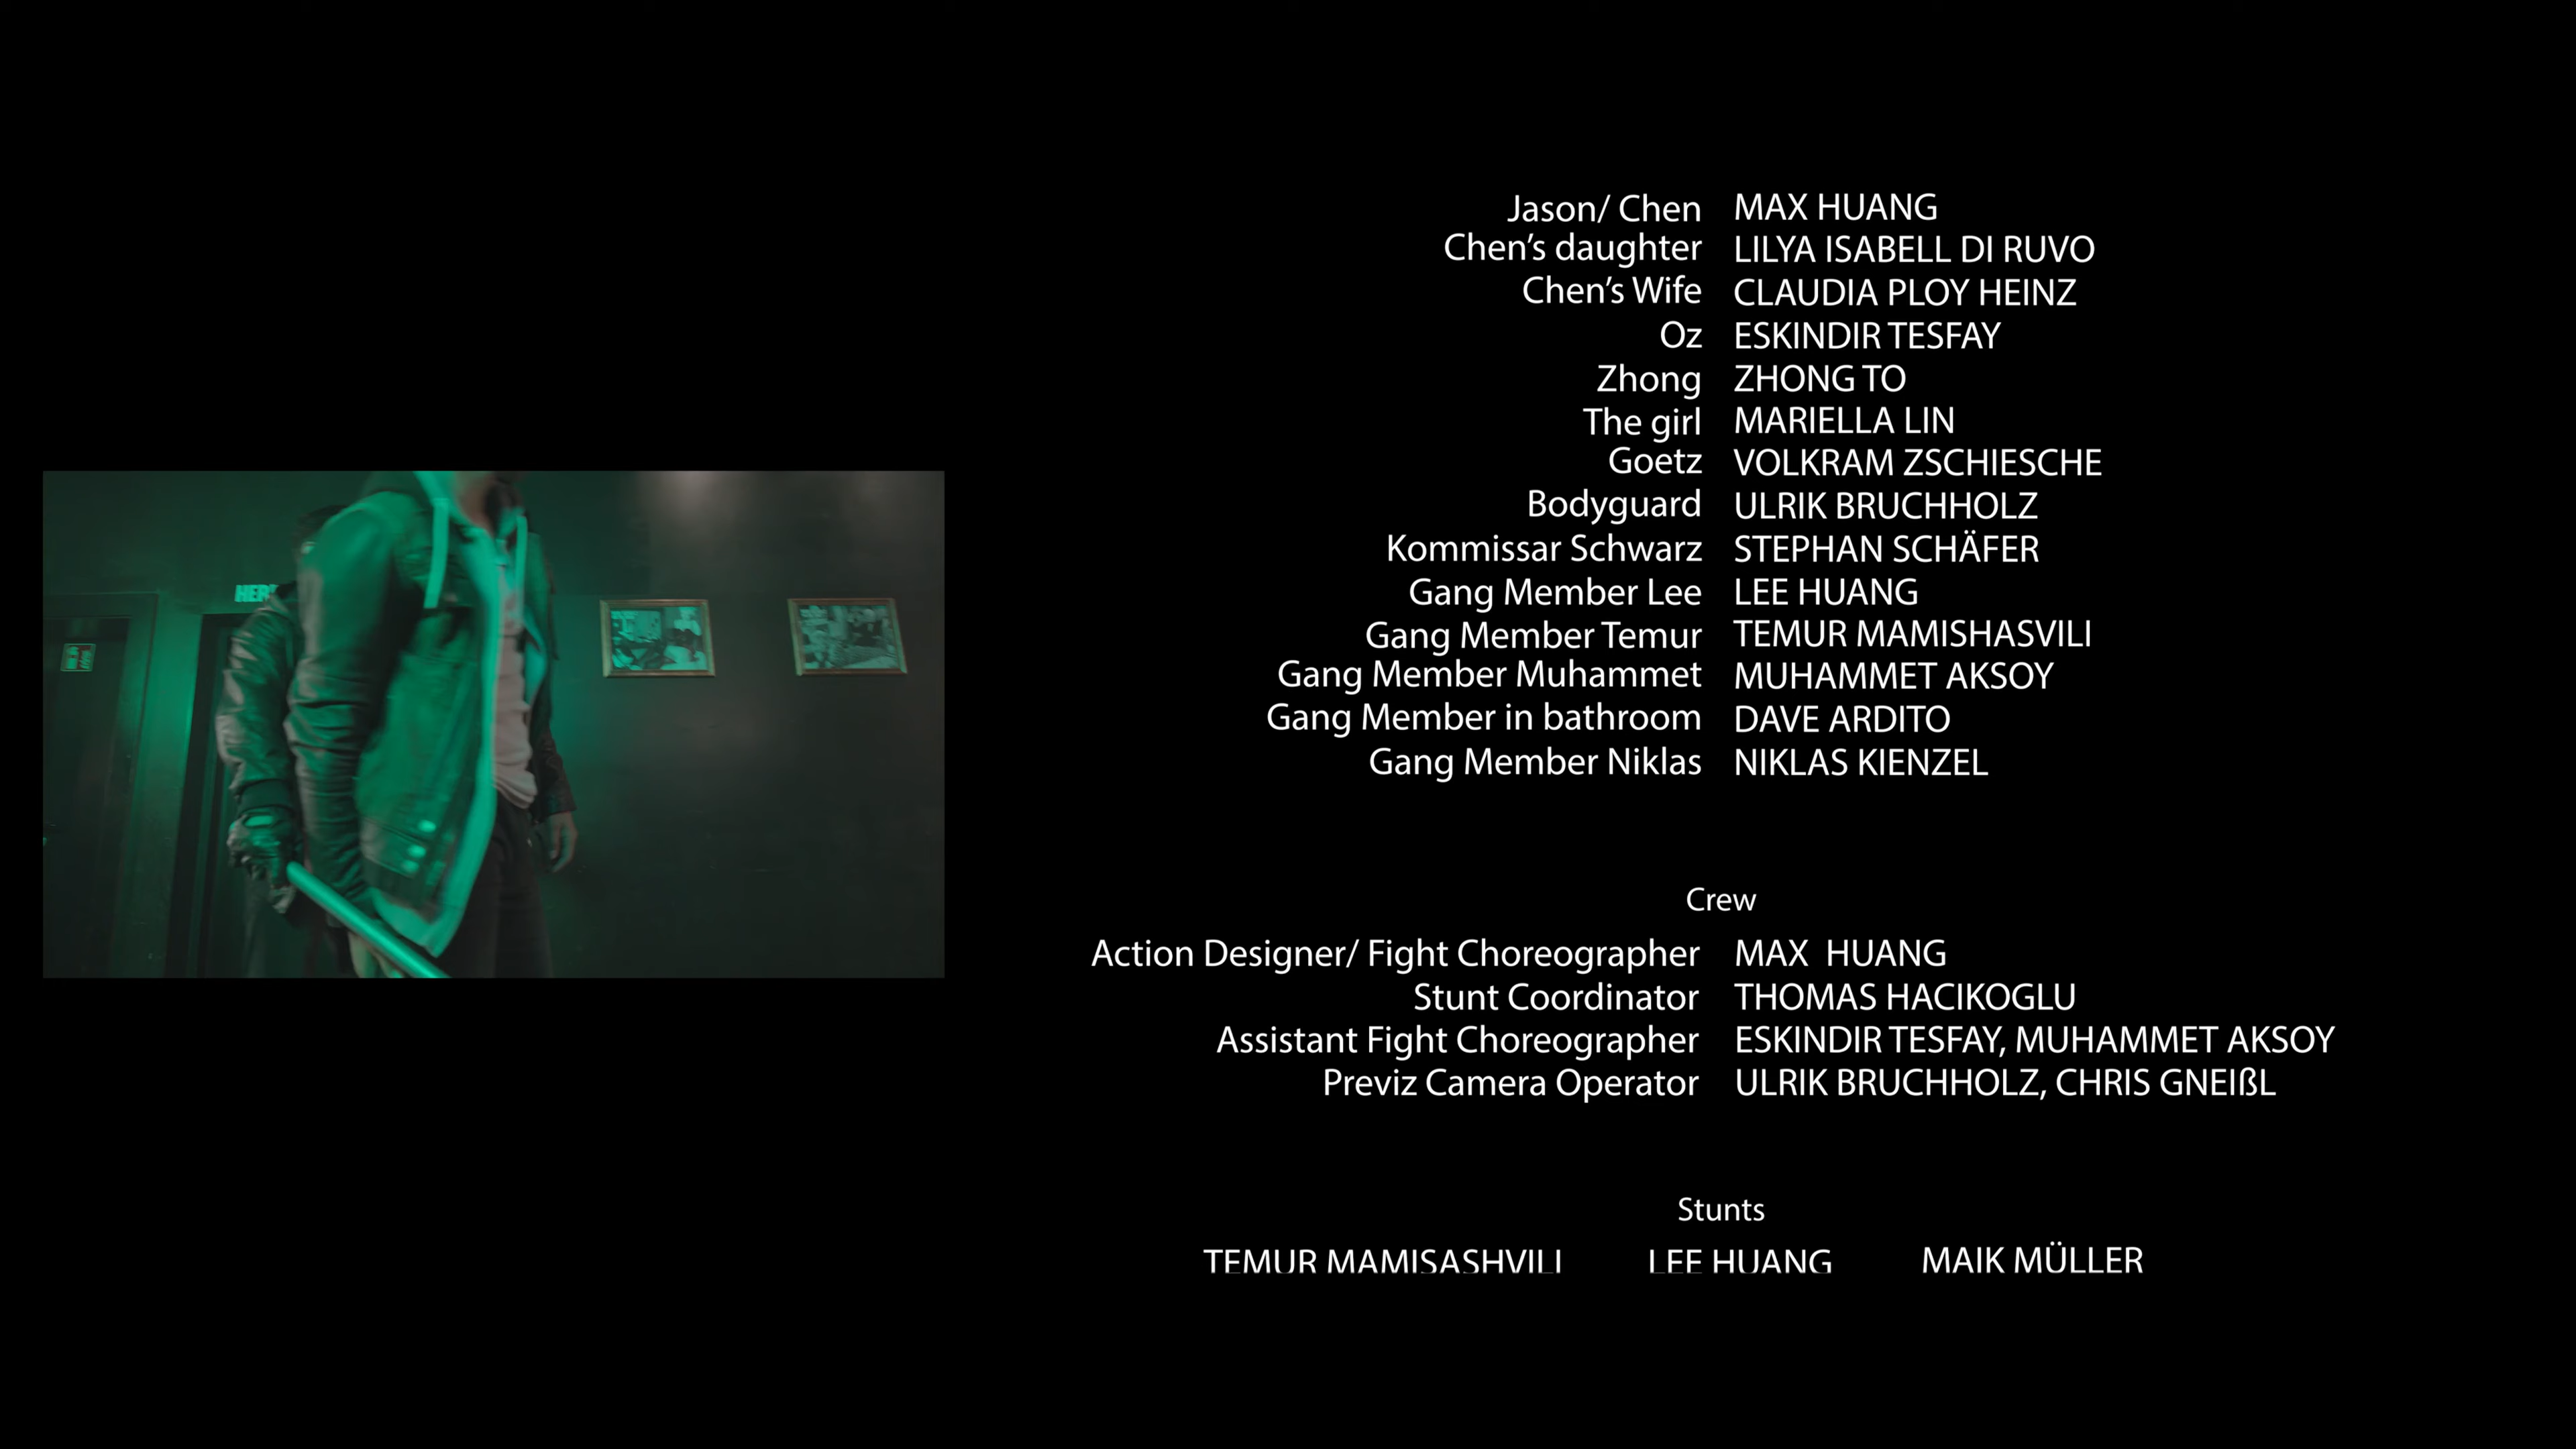 Jason/ Chen MAX HUANG
Chen’s daughter LILYA ISABELL DI RUVO
Chen’s Wife CLAUDIA PLOY HEINZ
Oz ESKINDIR TESFAY
Zhong ZHONG TO
The girl MARIELLA LIN
Goetz VOLKRAM ZSCHIESCHE
Bodyguard ULRIK BRUCHHOLZ
Kommissar Schwarz STEPHAN SCHÄFER
Gang Member Lee LEE HUANG
Gang Member Temur TEMUR MAMISHASVILI
Gang Member Muhammet MUHAMMET AKSOY
Gang Member in bathroom DAVE ARDITO
Gang Member Niklas NIKLAS KIENZEL
Crew
Action Designer/ Fight Choreographer MAX HUANG
Stunt Coordinator THOMAS HACIKOGLU
Assistant Fight Choreographer ESKINDIR TESFAY, MUHAMMET AKSOY
Previz Camera Operator ULRIK BRUCHHOLZ, CHRIS GNEIßL
Stunts
TEMUR MAMISASHVILI LEE HUANG MAIK MÜLLER